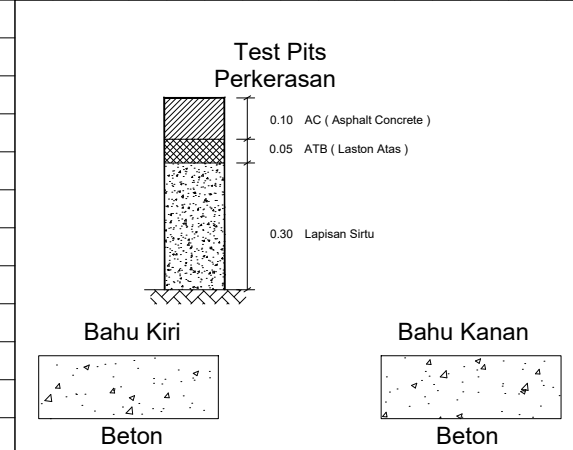 Test Pits
Perkerasan
0.10 AC ( Asphalt Concrete )
0.05 ATB ( Laston Atas )
0.30 Lapisan Sirtu
Bahu Kiri
Bahu Kanan
Beton
Beton